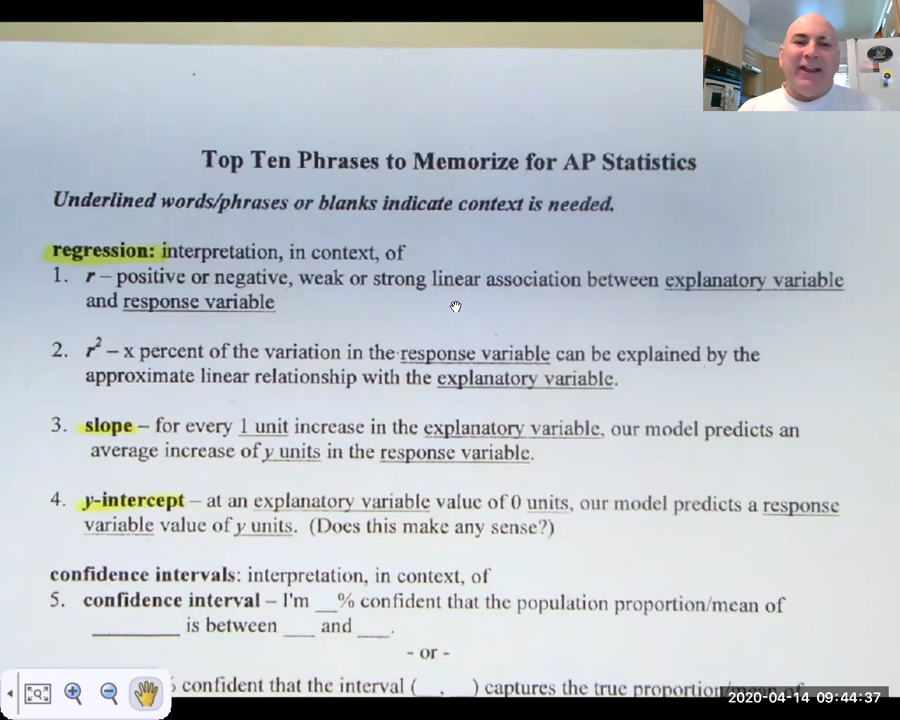 Top Ten Phrases to Memorize for AP Statistics
Underlined words/phrases or blanks indicate context is needed.
regression: interpretation, in context, of
1. r – positive or negative, weak or strong linear association between explanatory variable
and response variable
2. r² – x percent of the variation in the response variable can be explained by the
approximate linear relationship with the explanatory variable.
3. slope – for every 1 unit increase in the explanatory variable, our model predicts an
average increase of y units in the response variable.
4. y-intercept – at an explanatory variable value of 0 units, our model predicts a response
variable value of y units. (Does this make any sense?)
confidence intervals: interpretation, in context, of
5. confidence interval – I'm __% confident that the population proportion/mean of
________ is between ___ and ___.
- or -
% confident that the interval (__, __) captures the true proportion/mean of
2020-04-14 09:44:37